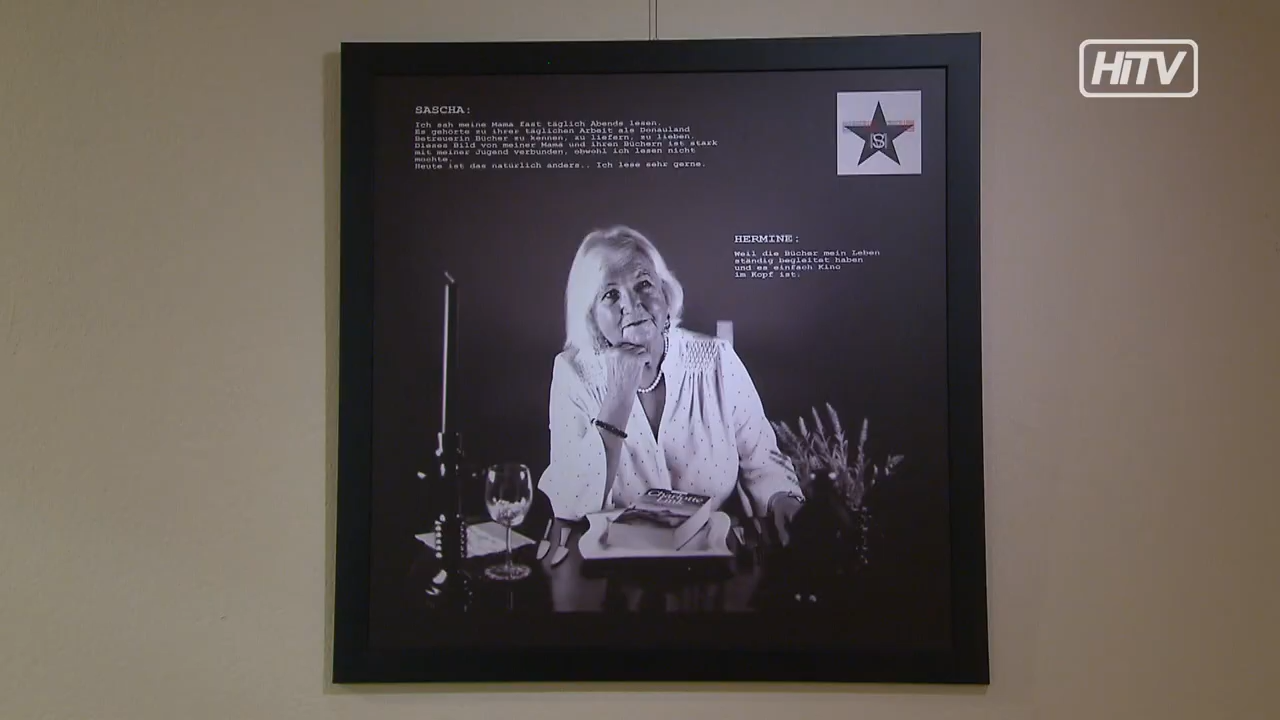 HiTV
SASCHA:
Ich sah meine Mama fast täglich Abends lesen.
Es gehörte zu ihrer täglichen Arbeit als Donauland
Betreuerin Bücher zu kennen, zu liefern, zu lieben.
Dieses Bild von meiner Mama und ihren Büchern ist stark
mit meiner Jugend verbunden, obwohl ich lesen nicht
mochte.
Heute ist das natürlich anders.. Ich lese sehr gerne.
HERMINE:
Weil die Bücher mein Leben
ständig begleitet haben
und es einfach Kino
im Kopf ist.
Charlotte
Link